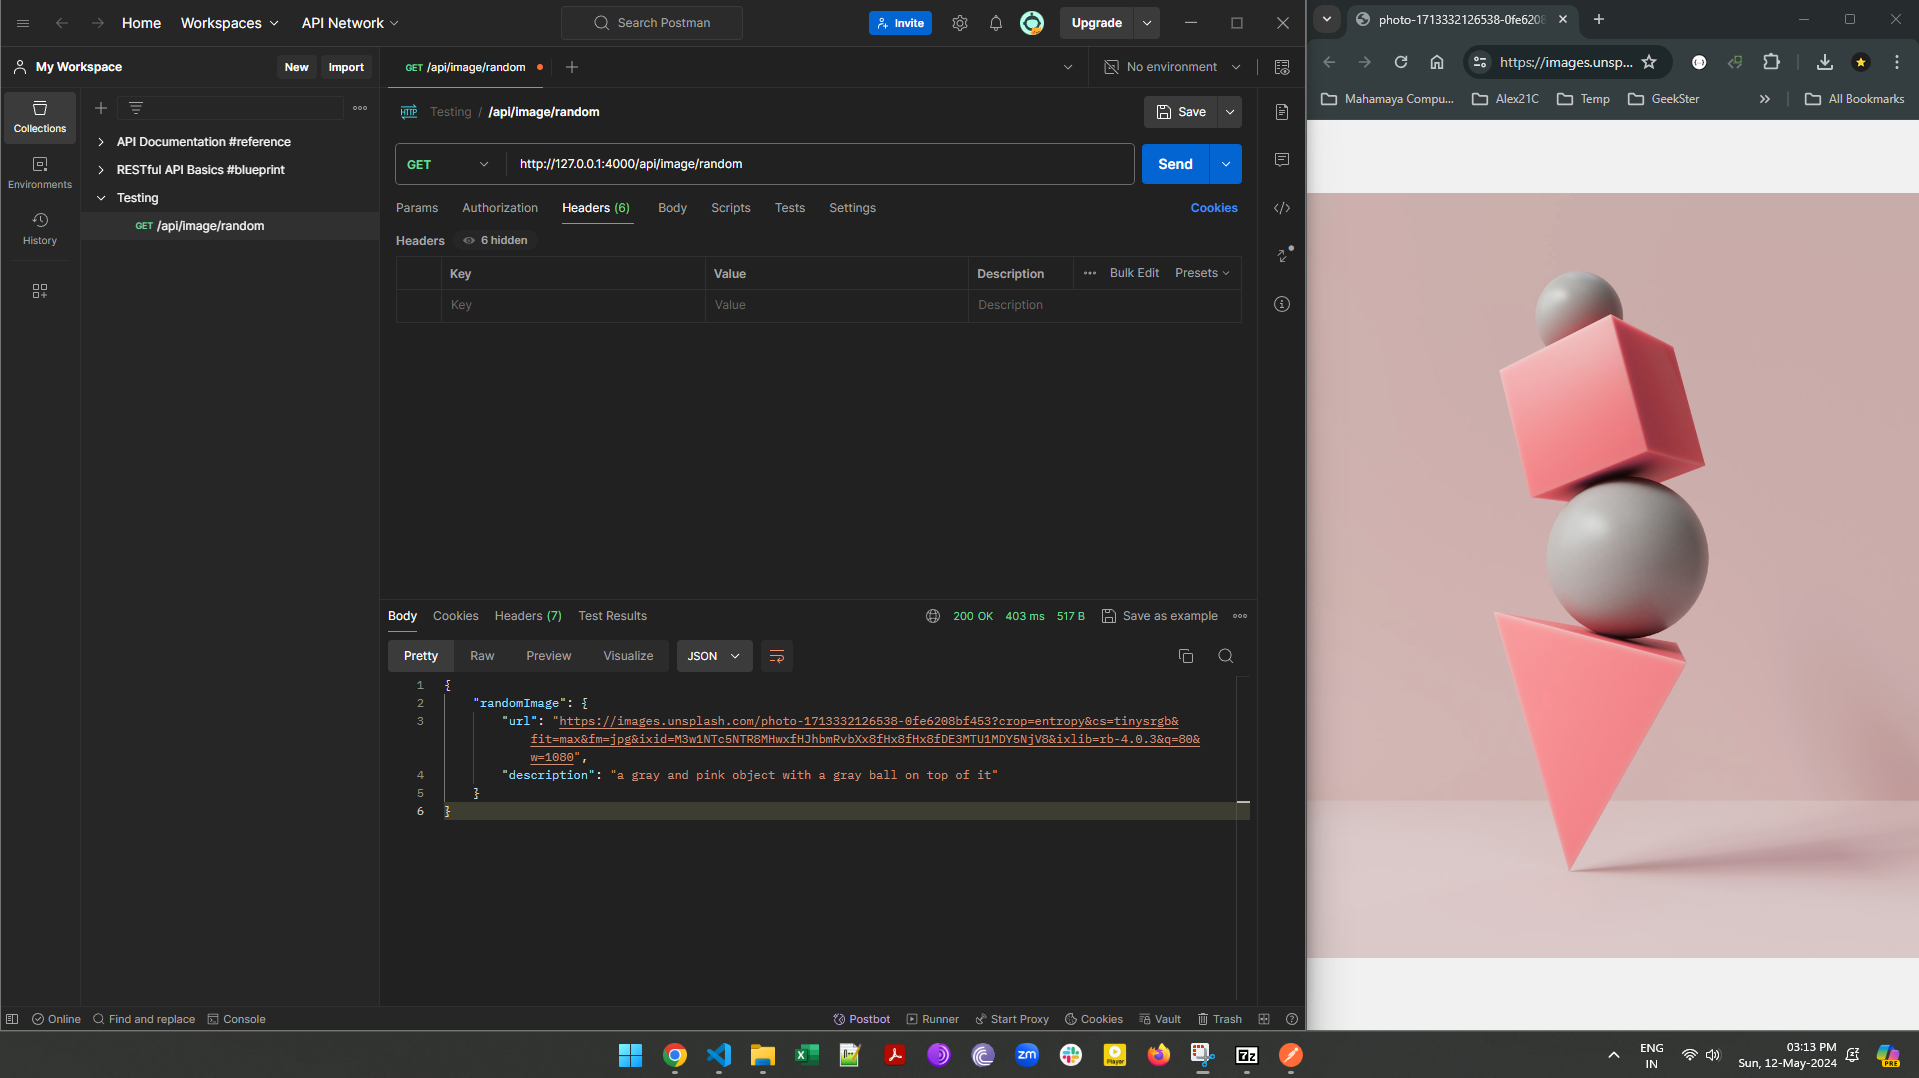 Home
Workspaces
API Network
Search Postman
Invite
Upgrade
photo-1713332126538-0fe6208
My Workspace
New
Import
GET /api/image/random
No environment
https://images.unsp...
Mahamaya Compu...
Alex21C
Temp
GeekSter
All Bookmarks
Collections
Environments
History
API Documentation #reference
RESTful API Basics #blueprint
Testing
GET /api/image/random
HTTP
Testing / /api/image/random
Save
GET
http://127.0.0.1:4000/api/image/random
Send
Params
Authorization
Headers (6)
Body
Scripts
Tests
Settings
Cookies
Headers
6 hidden
Key
Value
Description
Bulk Edit
Presets
Key
Value
Description
Body
Cookies
Headers (7)
Test Results
200 OK
403 ms
517 B
Save as example
Pretty
Raw
Preview
Visualize
JSON
1 {
2 "randomImage": {
3 "url": "https://images.unsplash.com/photo-1713332126538-0fe6208bf453?crop=entropy&cs=tinysrgb&
fit=max&fm=jpg&ixid=M3w1NTc5NTR8MHwxfHJhbmRvbXx8fHx8fHx8fDE3MTU1MDY5NjV8&ixlib=rb-4.0.3&q=80&
w=1080",
4 "description": "a gray and pink object with a gray ball on top of it"
5 }
6 }
Online
Find and replace
Console
Postbot
Runner
Start Proxy
Cookies
Vault
Trash
zm
Player
7z
ENG
IN
03:13 PM
Sun, 12-May-2024
PRE